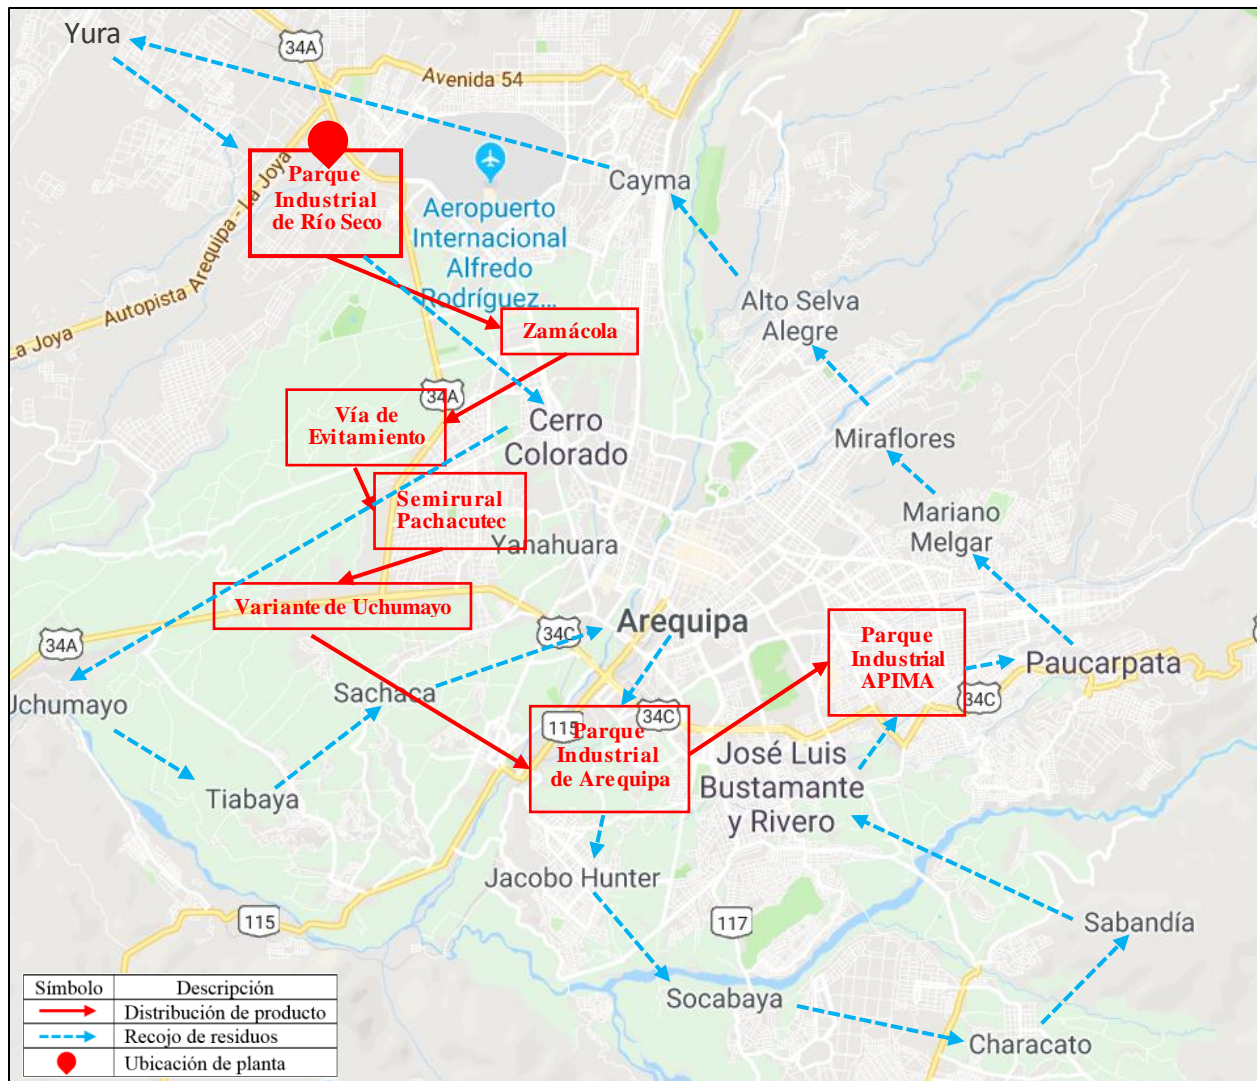 Yura
34A
Avenida 54
Cayma
Parque
Industrial
de Río Seco
Aeropuerto
Internacional
Alfredo
Rodríguez...
Autopista Arequipa - La Joya
La Joya
Alto Selva
Alegre
Zamácola
34A
Vía de
Evitamiento
Cerro
Colorado
Miraflores
Semirural
Pachacutec
Yanahuara
Mariano
Melgar
Variante de Uchumayo
34A
34C
Arequipa
Parque
Industrial
APIMA
Paucarpata
Uchumayo
Sachaca
34C
34C
115
Parque
Industrial
de Arequipa
José Luis
Bustamante
y Rivero
Tiabaya
Jacobo Hunter
115
117
Sabandía
Socabaya
Characato
Símbolo Descripción
Distribución de producto
Recojo de residuos
Ubicación de planta